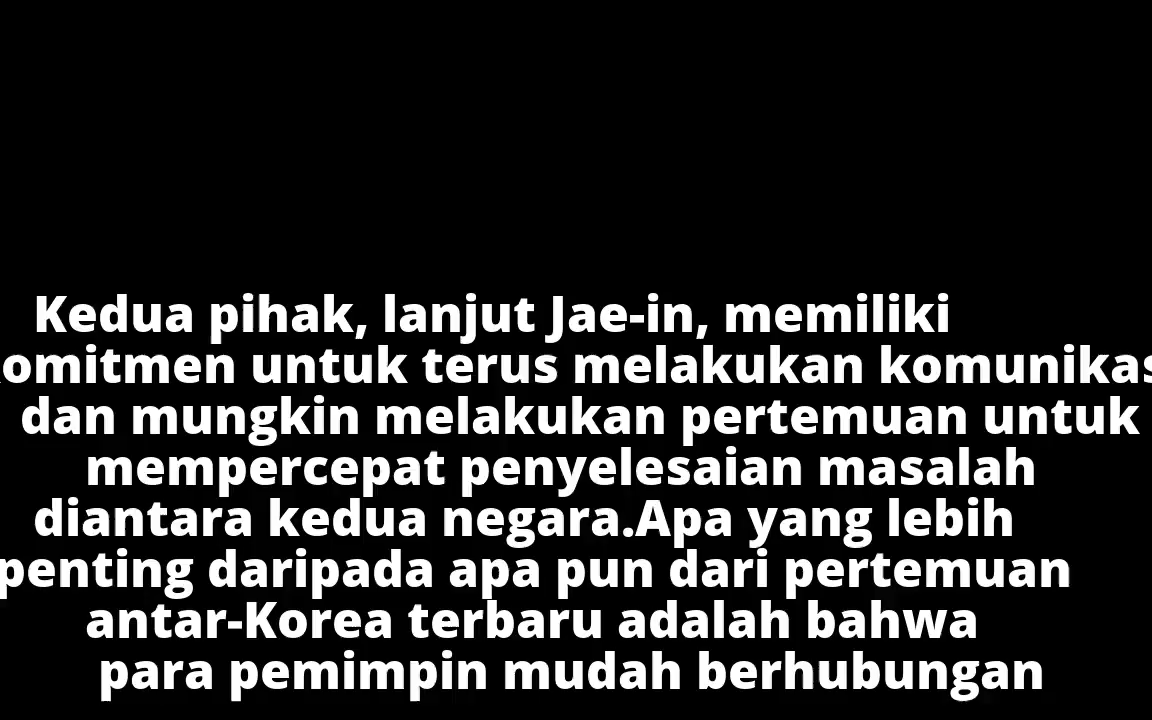 Kedua pihak, lanjut Jae-in, memiliki
komitmen untuk terus melakukan komunikas
dan mungkin melakukan pertemuan untuk
mempercepat penyelesaian masalah
diantara kedua negara.Apa yang lebih
penting daripada apa pun dari pertemuan
antar-Korea terbaru adalah bahwa
para pemimpin mudah berhubungan